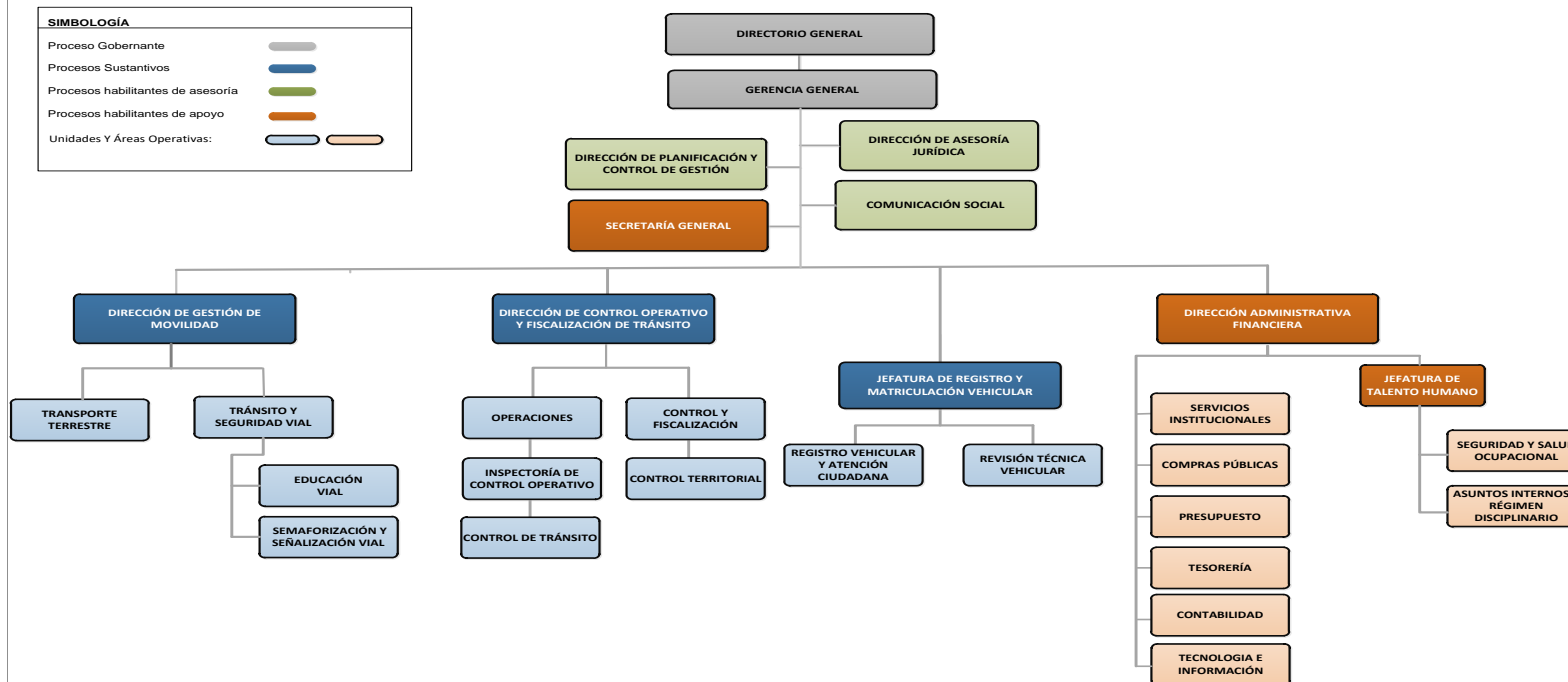 SIMBOLOGÍA
Proceso Gobernante
Procesos Sustantivos
Procesos habilitantes de asesoría
Procesos habilitantes de apoyo
Unidades Y Áreas Operativas:
DIRECTORIO GENERAL
GERENCIA GENERAL
DIRECCIÓN DE PLANIFICACIÓN Y
CONTROL DE GESTIÓN
DIRECCIÓN DE ASESORÍA
JURÍDICA
COMUNICACIÓN SOCIAL
SECRETARÍA GENERAL
DIRECCIÓN DE GESTIÓN DE
MOVILIDAD
TRANSPORTE
TERRESTRE
TRÁNSITO Y
SEGURIDAD VIAL
EDUCACIÓN
VIAL
SEMAFORIZACIÓN Y
SEÑALIZACIÓN VIAL
DIRECCIÓN DE CONTROL OPERATIVO
Y FISCALIZACIÓN DE TRÁNSITO
OPERACIONES
INSPECTORÍA DE
CONTROL OPERATIVO
CONTROL DE TRÁNSITO
CONTROL Y
FISCALIZACIÓN
CONTROL TERRITORIAL
JEFATURA DE REGISTRO Y
MATRICULACIÓN VEHICULAR
REGISTRO VEHICULAR
Y ATENCIÓN
CIUDADANA
REVISIÓN TÉCNICA
VEHICULAR
DIRECCIÓN ADMINISTRATIVA
FINANCIERA
SERVICIOS
INSTITUCIONALES
COMPRAS PÚBLICAS
PRESUPUESTO
TESORERÍA
CONTABILIDAD
TECNOLOGIA E
INFORMACIÓN
JEFATURA DE
TALENTO HUMANO
SEGURIDAD Y
OCUPACIONAL
ASUNTOS INTERNOS
RÉGIMEN
DISCIPLINARIO